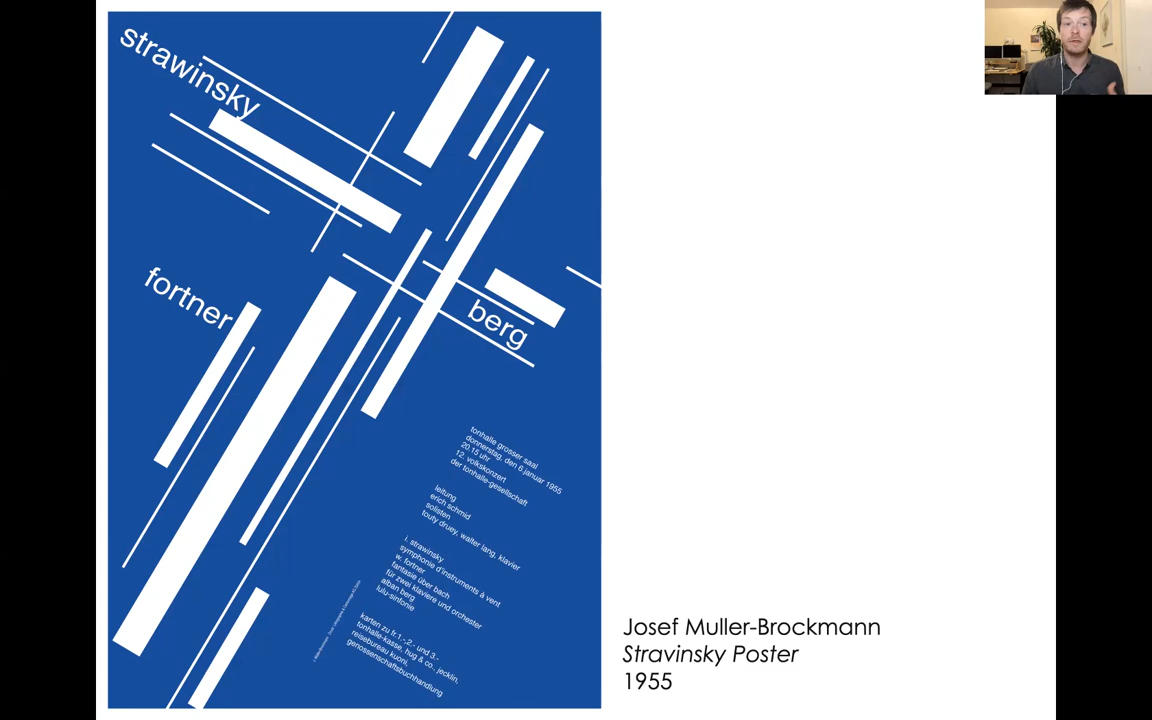 strawinsky
fortner
berg
tonhalle grosser saal
donnerstag, den 6 januar 1955
20.15 uhr
12. volkskonzert
der tonhalle-gesellschaft
leitung
erich schmid
solisten
touty druey, walter lang, klavier
i. strawinsky
symphonie d'instruments à vent
w. fortner
fantasie über bach
für zwei klaviere und orchester
alban berg
lulu-sinfonie
karten zu fr.1.-,2.- und 3.-
tonhalle-kasse, hug & co., jecklin,
reisebureau kuoni,
genossenschaftsbuchhandlung
Josef Muller-Brockmann
Stravinsky Poster
1955